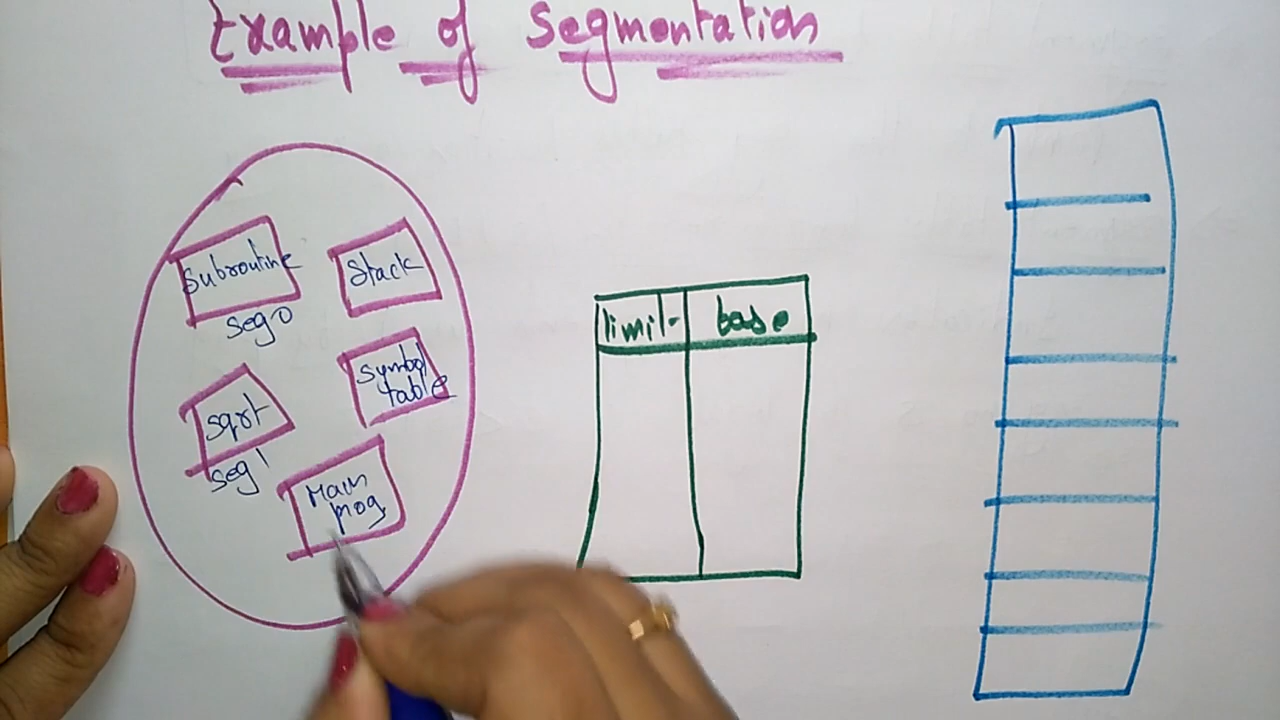 Example of Segmentation
Subroutine
seg 0
Stack
Symbol
table
sqrt
seg 1
Main
prog
limit
base